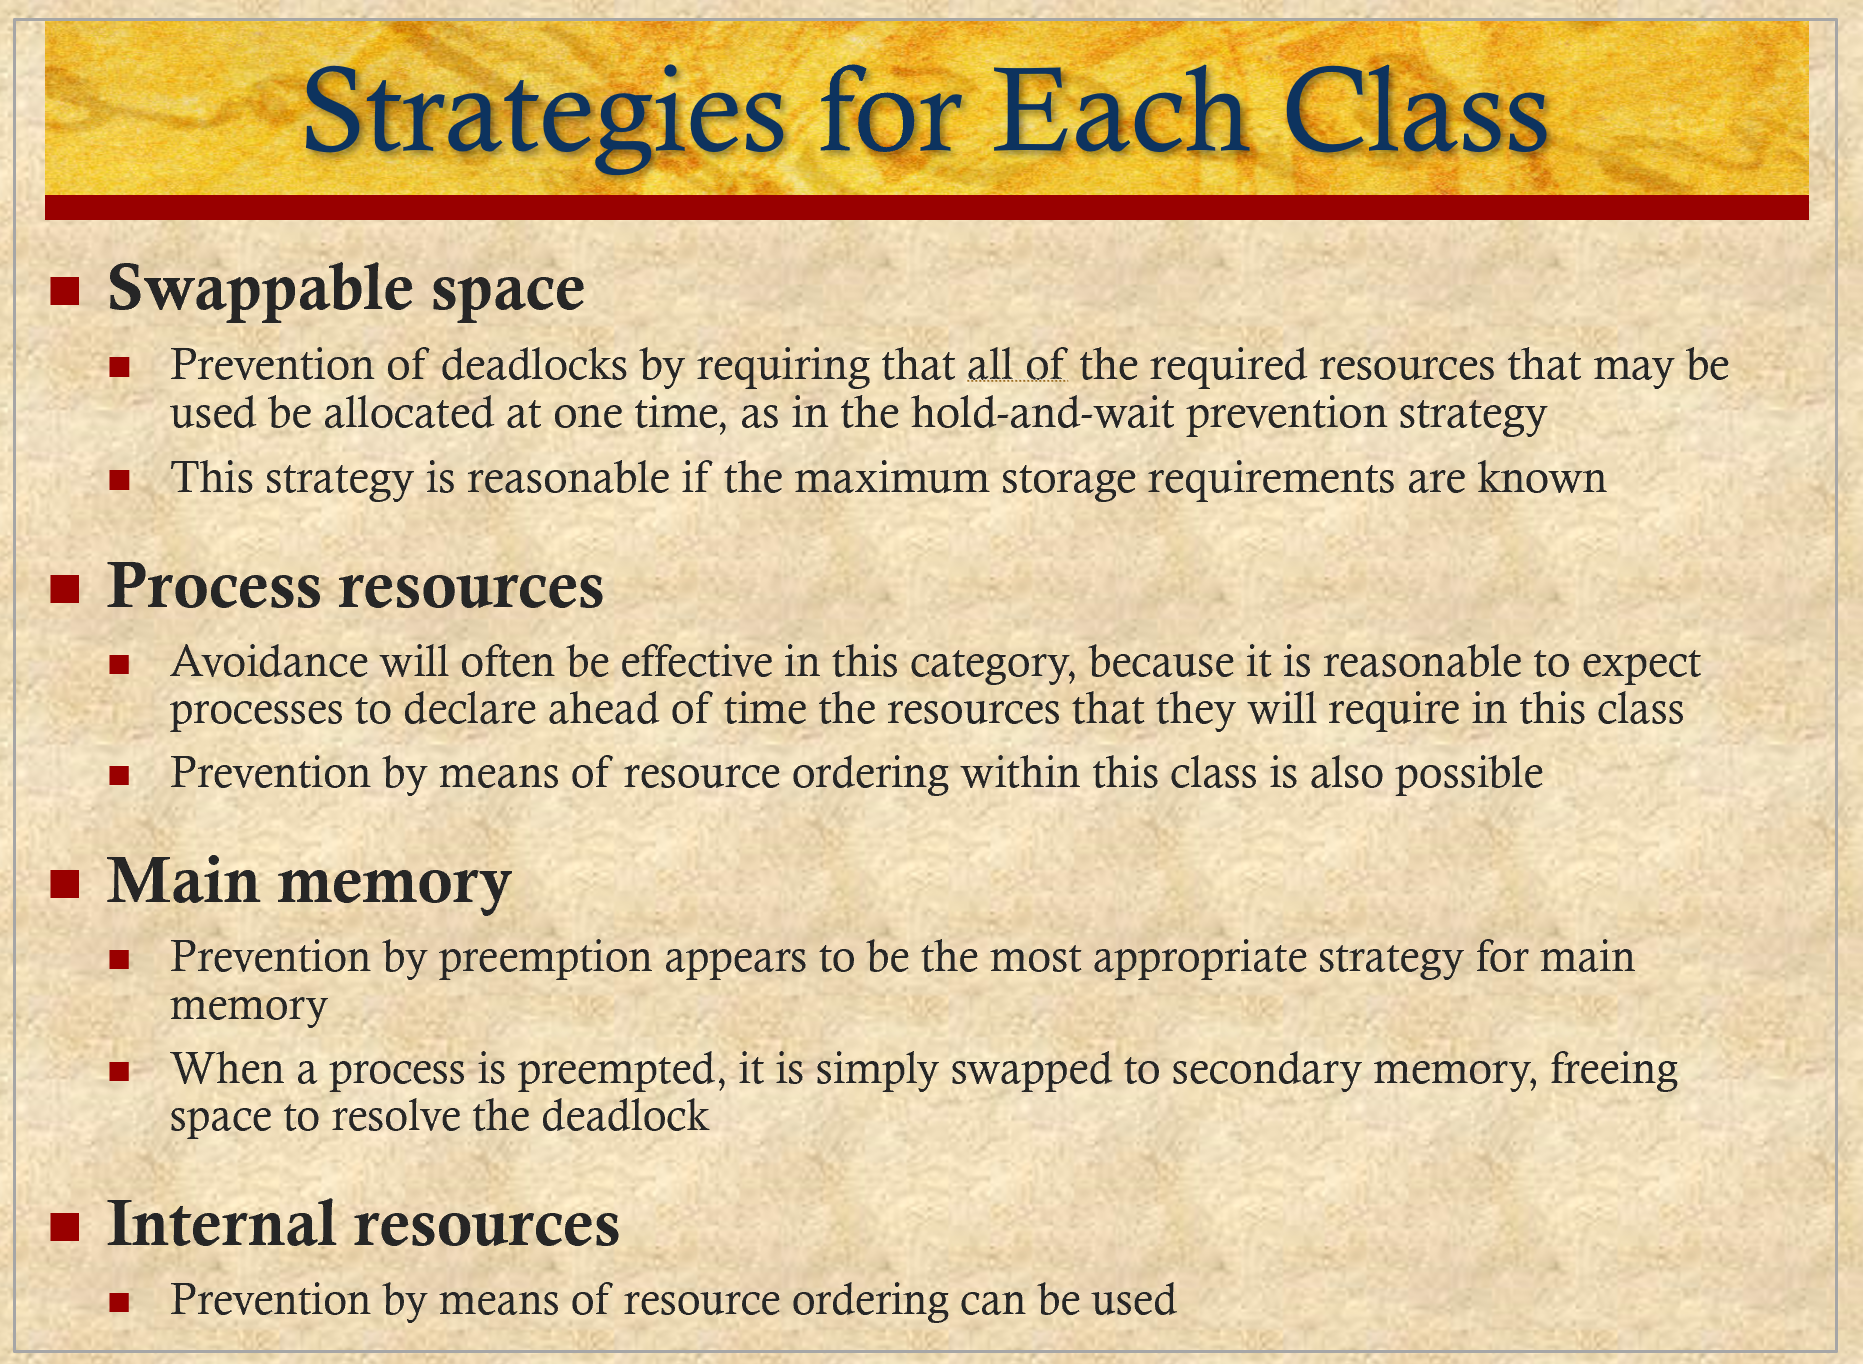 Strategies for Each Class
Swappable space
Prevention of deadlocks by requiring that all of the required resources that may be
used be allocated at one time, as in the hold-and-wait prevention strategy
This strategy is reasonable if the maximum storage requirements are known
Process resources
Avoidance will often be effective in this category, because it is reasonable to expect
processes to declare ahead of time the resources that they will require in this class
Prevention by means of resource ordering within this class is also possible
Main memory
Prevention by preemption appears to be the most appropriate strategy for main
memory
When a process is preempted, it is simply swapped to secondary memory, freeing
space to resolve the deadlock
Internal resources
Prevention by means of resource ordering can be used